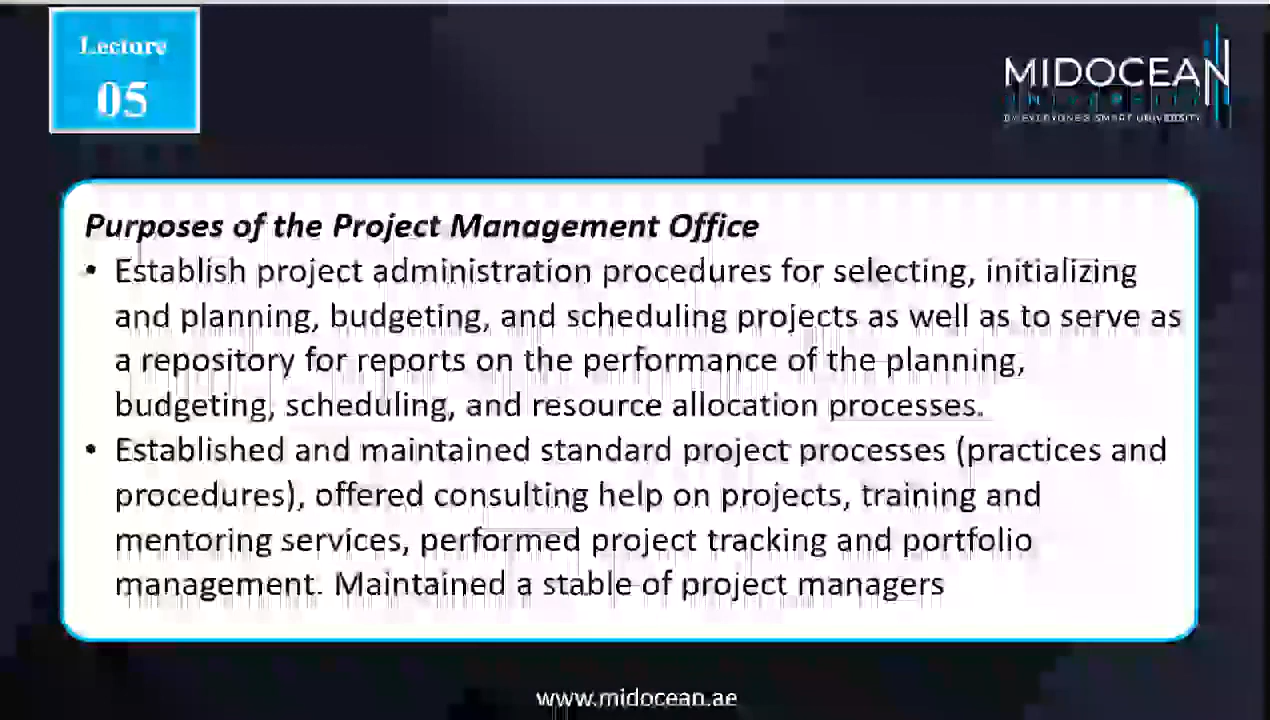 Lecture
05
MIDOCEAN
UNIVERSITY
Purposes of the Project Management Office
• Establish project administration procedures for selecting, initializing
and planning, budgeting, and scheduling projects as well as to serve as
a repository for reports on the performance of the planning,
budgeting, scheduling, and resource allocation processes.
• Established and maintained standard project processes (practices and
procedures), offered consulting help on projects, training and
mentoring services, performed project tracking and portfolio
management. Maintained a stable of project managers
www.midocean.ae